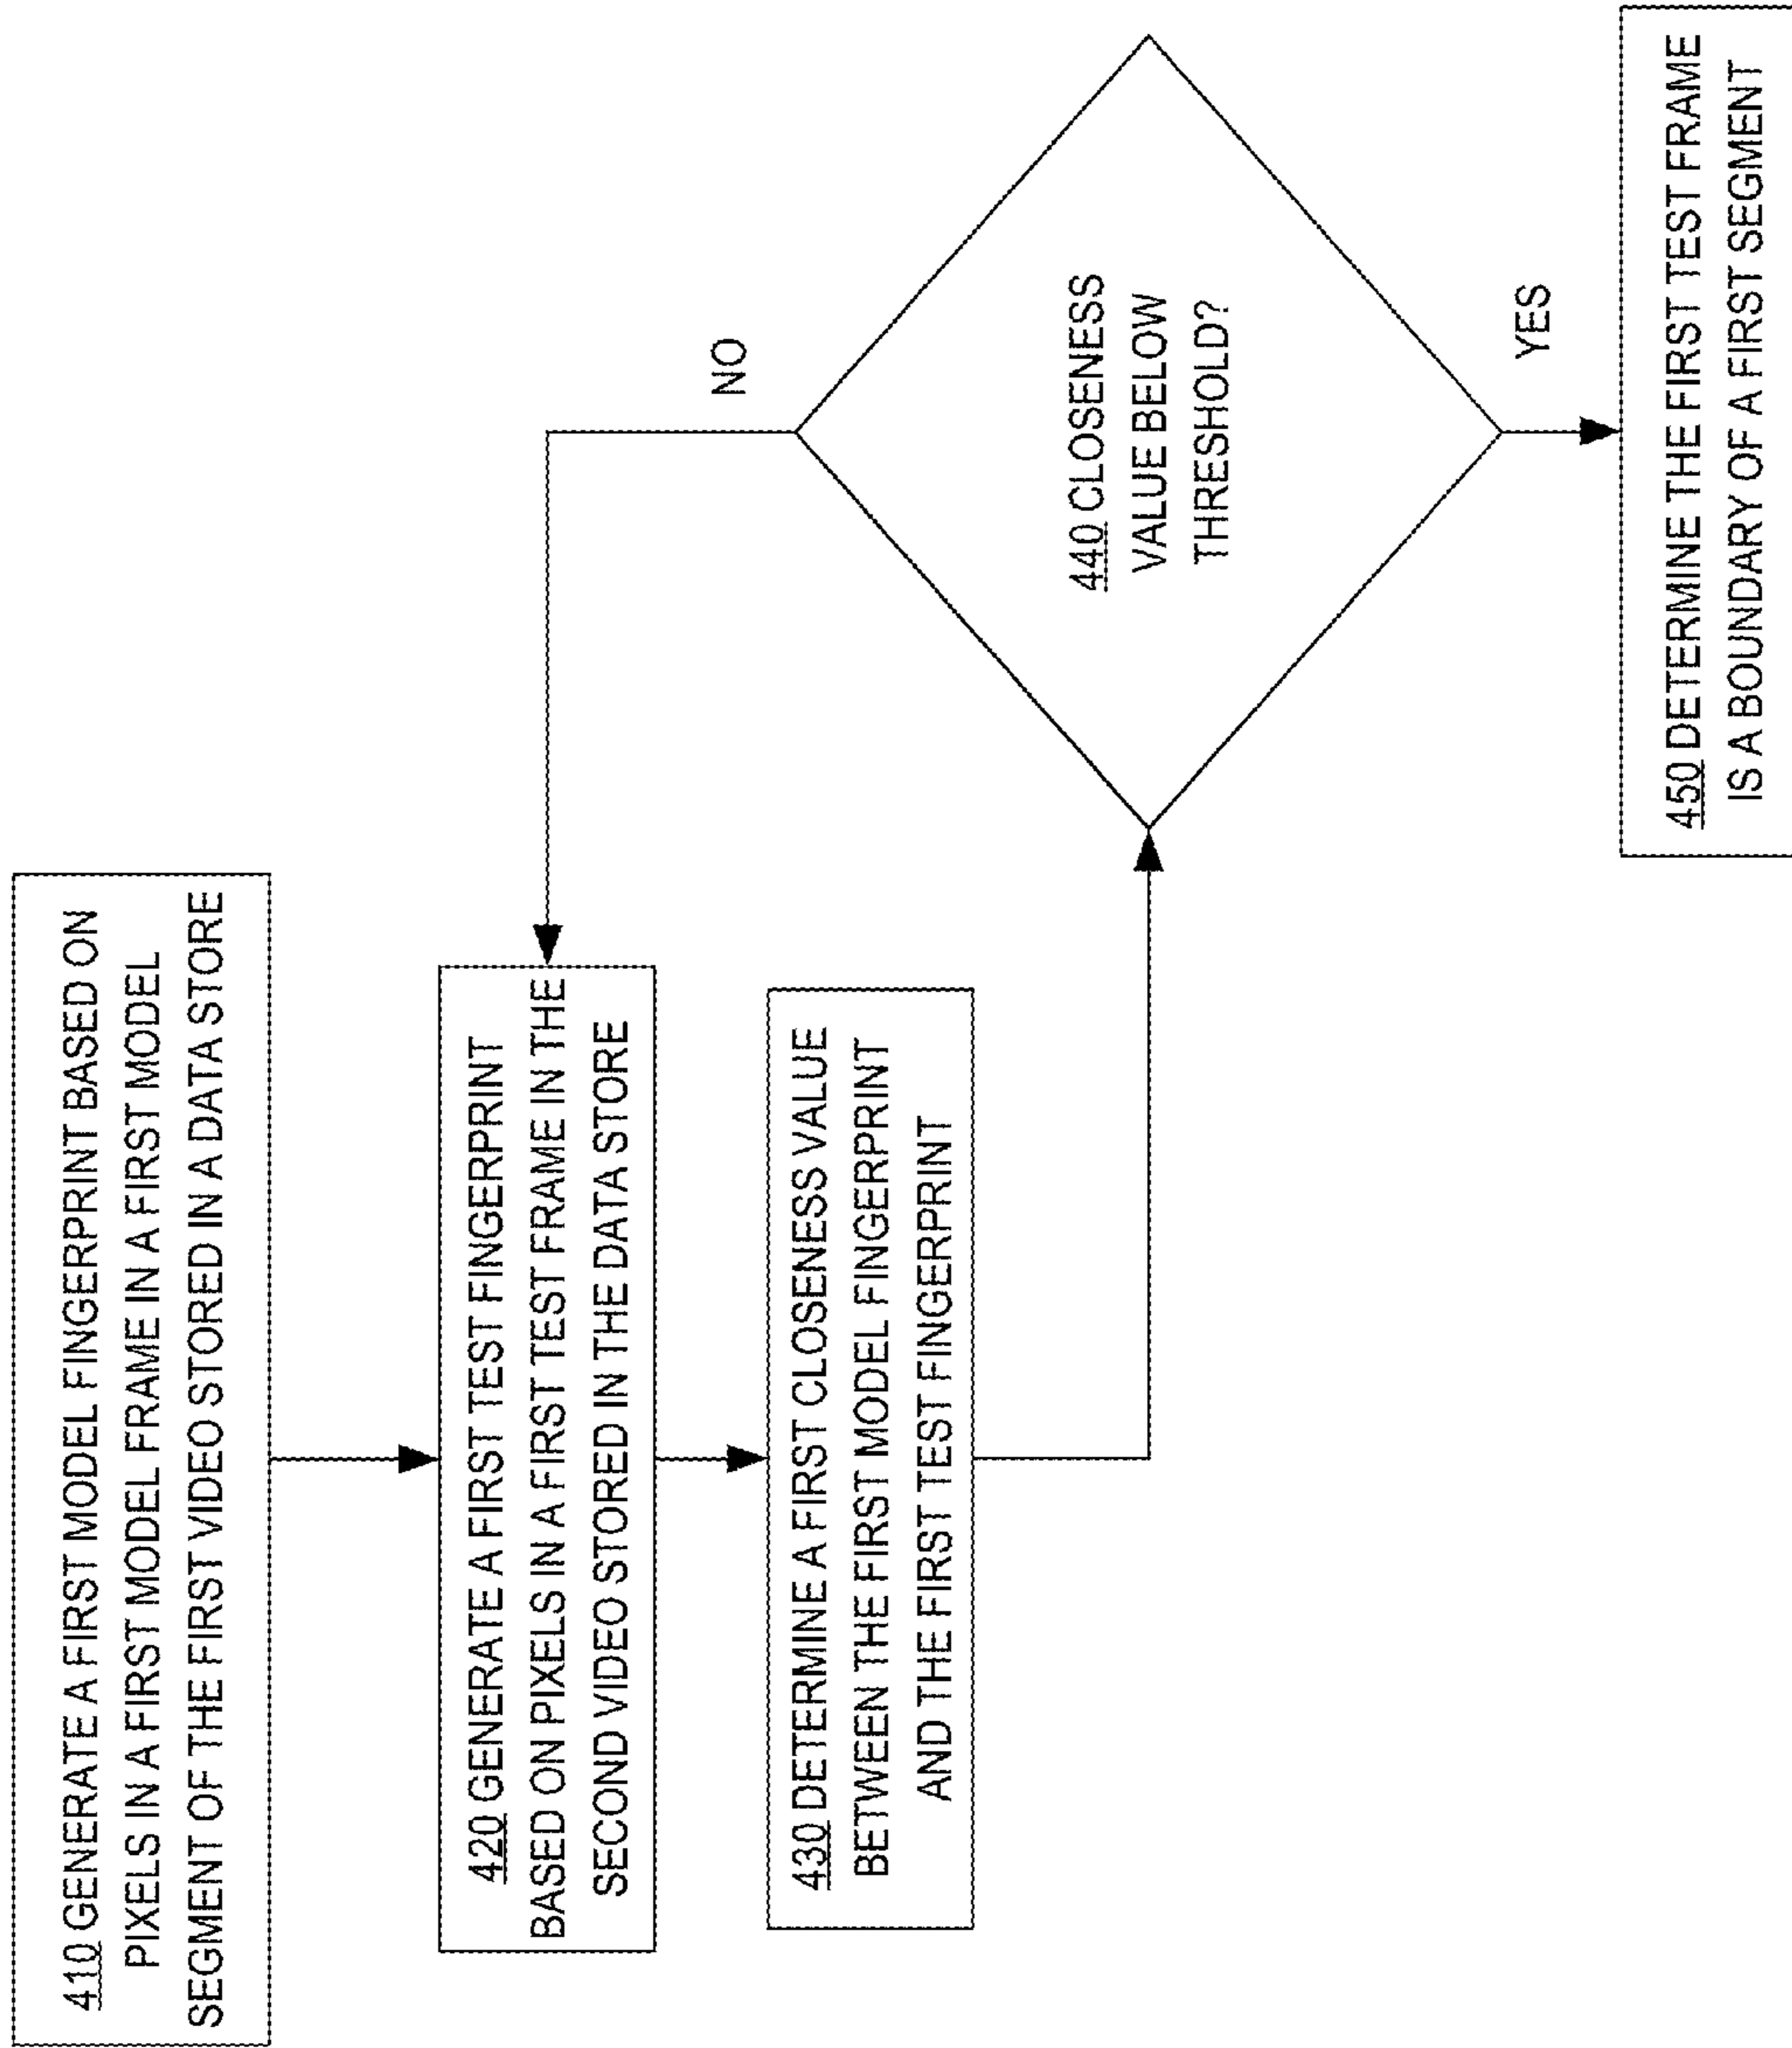 410 GENERATE A FIRST MODEL FINGERPRINT BASED ON
PIXELS IN A FIRST MODEL FRAME IN A FIRST MODEL
SEGMENT OF THE FIRST VIDEO STORED IN A DATA STORE
420 GENERATE A FIRST TEST FINGERPRINT
BASED ON PIXELS IN A FIRST TEST FRAME IN THE
SECOND VIDEO STORED IN THE DATA STORE
430 DETERMINE A FIRST CLOSENESS VALUE
BETWEEN THE FIRST MODEL FINGERPRINT
AND THE FIRST TEST FINGERPRINT
NO
440 CLOSENESS
VALUE BELOW
THRESHOLD?
YES
450 DETERMINE THE FIRST TEST FRAME
IS A BOUNDARY OF A FIRST SEGMENT